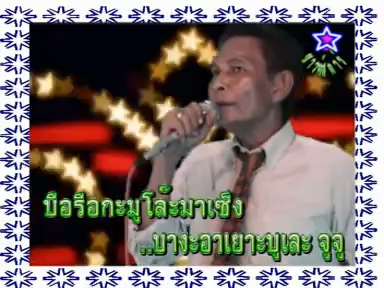 บือรือกะมูโล๊ะมาเซ็ง
..บางะอาเยาะบูเละ จูจู